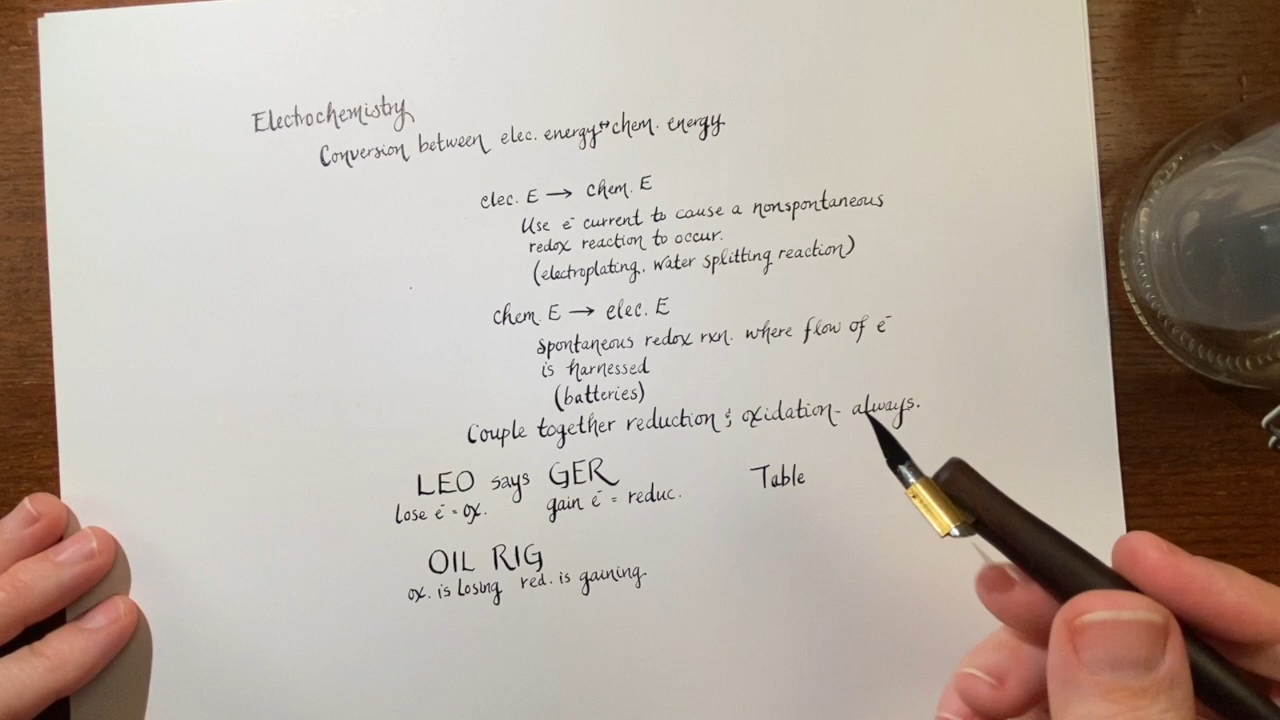 Electrochemistry
Conversion between elec. energy ↔ chem. energy
elec. E → chem. E
Use e⁻ current to cause a nonspontaneous
redox reaction to occur.
(electroplating, water splitting reaction)
chem. E → elec. E
Spontaneous redox rxn. where flow of e⁻
is harnessed
(batteries)
Couple together reduction & oxidation - always.
LEO says GER
lose e⁻ = ox. gain e⁻ = reduc.
Table
OIL RIG
ox. is losing red. is gaining